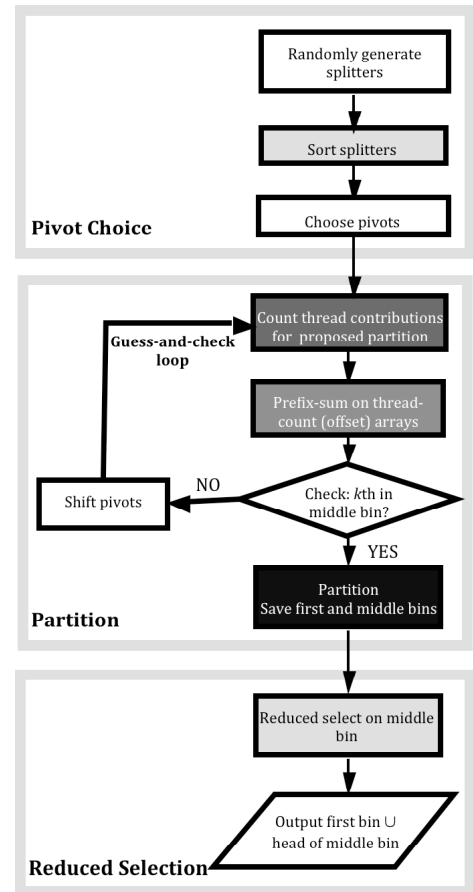 Randomly generate
splitters
Sort splitters
Choose pivots
Pivot Choice
Count thread contributions
for proposed partition
Guess-and-check
loop
Prefix-sum on thread-
count (offset) arrays
Check: kth in
middle bin?
NO
Shift pivots
YES
Partition
Save first and middle bins
Partition
Reduced select on middle
bin
Output first bin ∪
head of middle bin
Reduced Selection